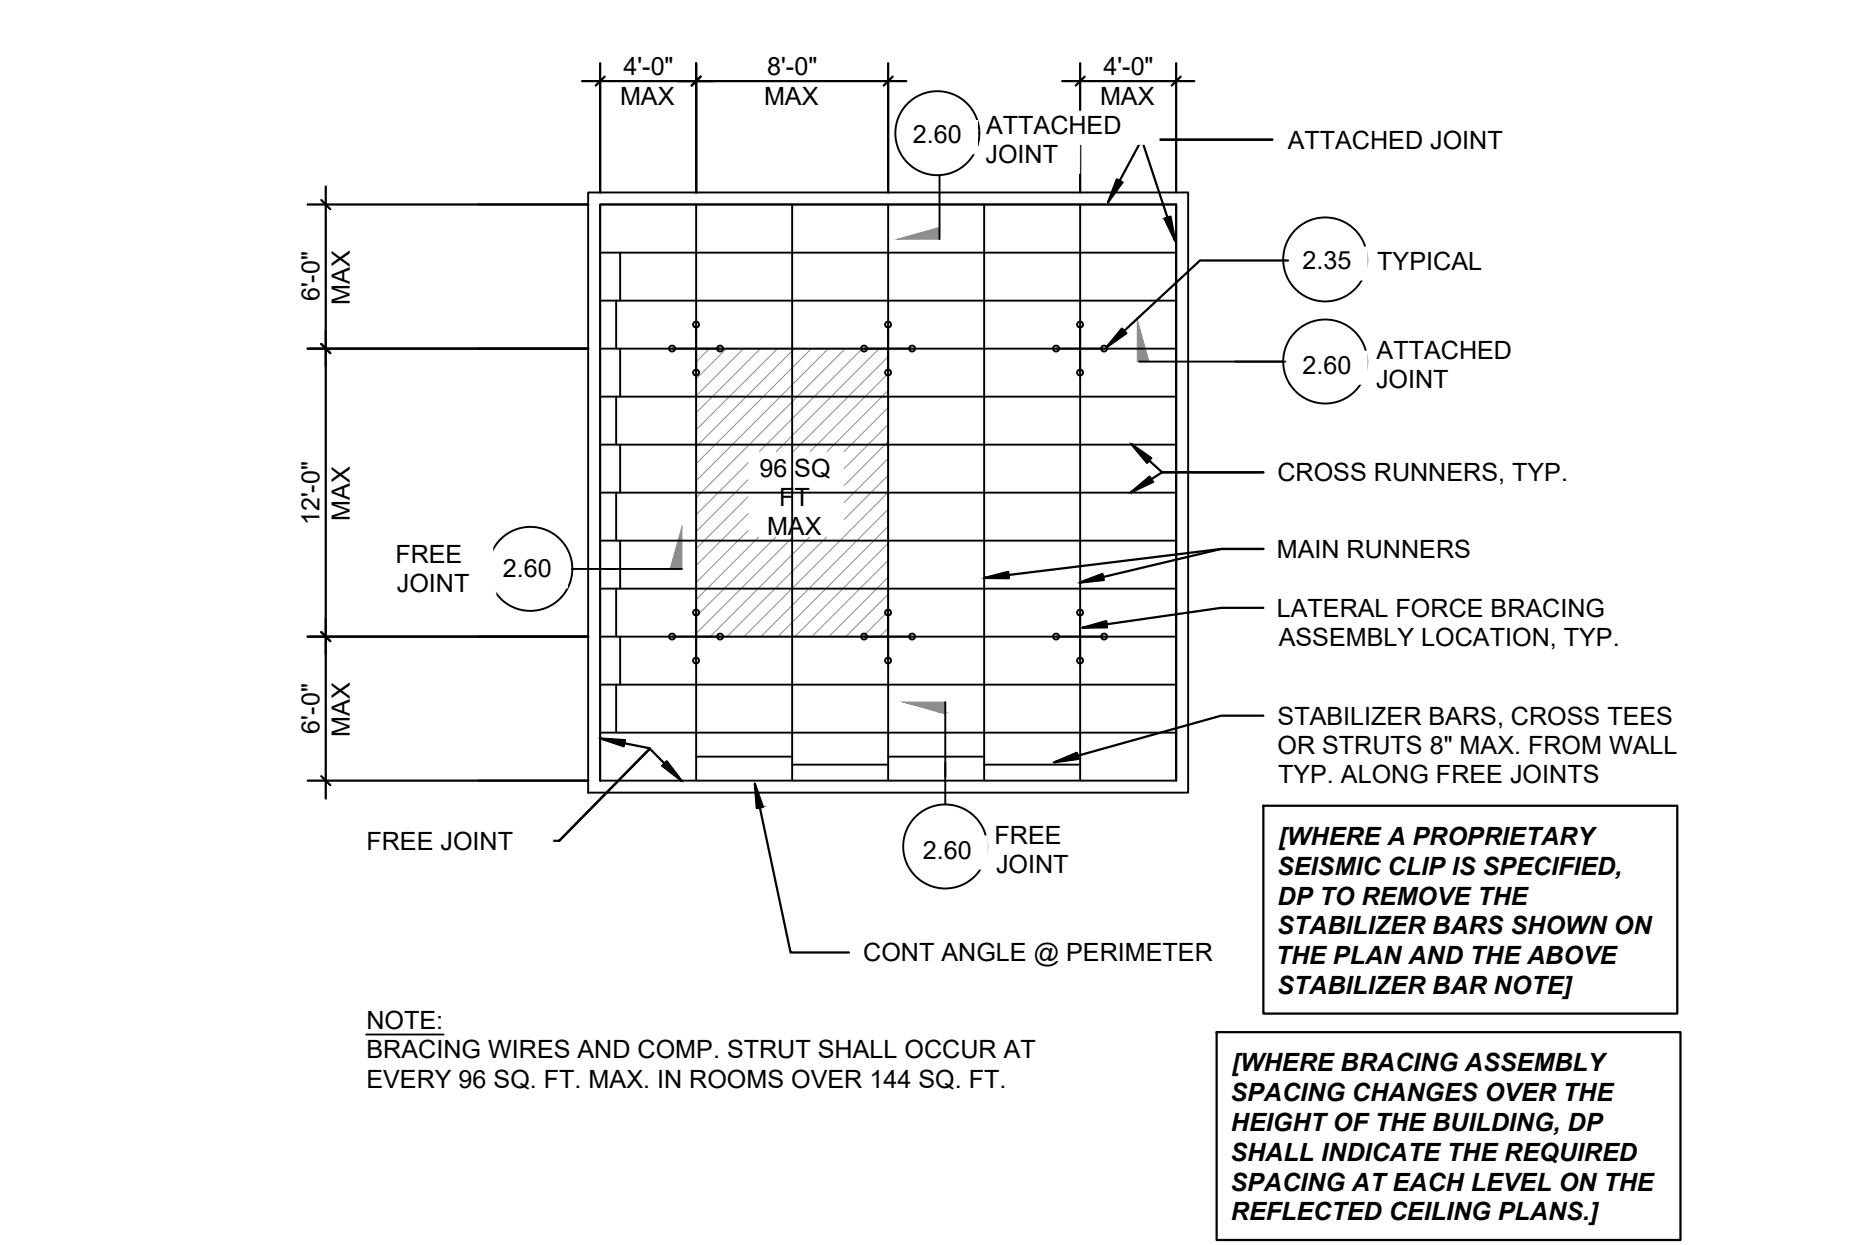 4'-0"
MAX
8'-0"
MAX
4'-0"
MAX
2.60
ATTACHED
JOINT
ATTACHED JOINT
6'-0"
MAX
2.35
TYPICAL
2.60
ATTACHED
JOINT
12'-0"
MAX
96 SQ
FT
MAX
CROSS RUNNERS, TYP.
FREE
JOINT
2.60
MAIN RUNNERS
LATERAL FORCE BRACING
ASSEMBLY LOCATION, TYP.
6'-0"
MAX
STABILIZER BARS, CROSS TEES
OR STRUTS 8" MAX. FROM WALL
TYP. ALONG FREE JOINTS
FREE JOINT
2.60
FREE
JOINT
[WHERE A PROPRIETARY
SEISMIC CLIP IS SPECIFIED,
DP TO REMOVE THE
STABILIZER BARS SHOWN ON
THE PLAN AND THE ABOVE
STABILIZER BAR NOTE]
CONT ANGLE @ PERIMETER
NOTE:
BRACING WIRES AND COMP. STRUT SHALL OCCUR AT
EVERY 96 SQ. FT. MAX. IN ROOMS OVER 144 SQ. FT.
[WHERE BRACING ASSEMBLY
SPACING CHANGES OVER THE
HEIGHT OF THE BUILDING, DP
SHALL INDICATE THE REQUIRED
SPACING AT EACH LEVEL ON THE
REFLECTED CEILING PLANS.]